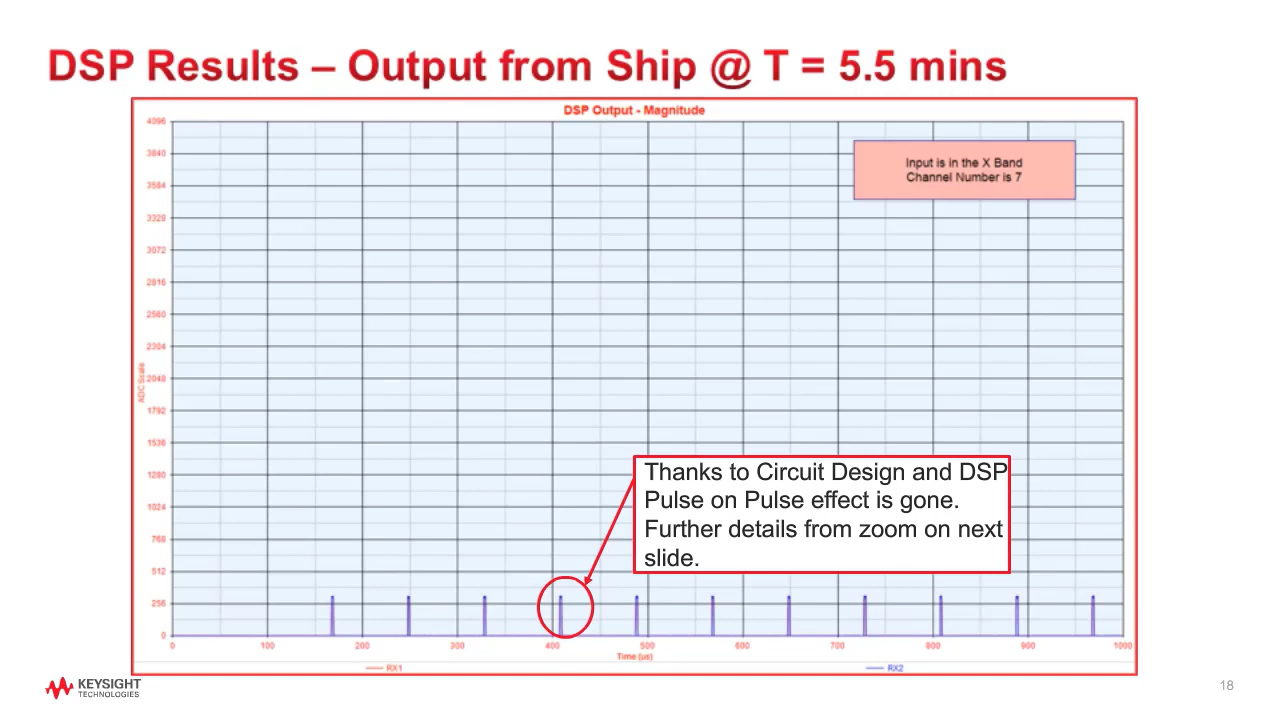 DSP Results – Output from Ship @ T = 5.5 mins
DSP Output - Magnitude
4096
3840
3584
3328
3072
2816
2560
2304
2048
1792
1536
1280
1024
768
512
256
0
ADC Scale
Input is in the X Band
Channel Number is 7
Thanks to Circuit Design and DSP
Pulse on Pulse effect is gone.
Further details from zoom on next
slide.
0 100 200 300 400 500 600 700 800 900 1000
Time (us)
RX1 RX2
KEYSIGHT
TECHNOLOGIES
18